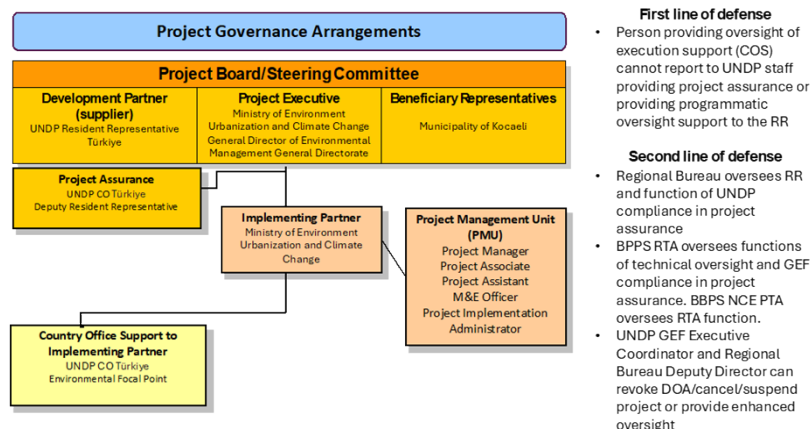 Project Governance Arrangements
Project Board/Steering Committee
Development Partner
(supplier)
UNDP Resident Representative
Türkiye
Project Executive
Ministry of Environment
Urbanization and Climate Change
General Director of Environmental
Management General Directorate
Beneficiary Representatives
Municipality of Kocaeli
Project Assurance
UNDP CO Türkiye
Deputy Resident Representative
Implementing Partner
Ministry of Environment
Urbanization and Climate
Change
Project Management Unit
(PMU)
Project Manager
Project Associate
Project Assistant
M&E Officer
Project Implementation
Administrator
Country Office Support to
Implementing Partner
UNDP CO Türkiye
Environmental Focal Point
First line of defense
• Person providing oversight of
execution support (COS)
cannot report to UNDP staff
providing project assurance or
providing programmatic
oversight support to the RR
Second line of defense
• Regional Bureau oversees RR
and function of UNDP
compliance in project
assurance
• BPPS RTA oversees functions
of technical oversight and GEF
compliance in project
assurance. BBPS NCE PTA
oversees RTA function.
• UNDP GEF Executive
Coordinator and Regional
Bureau Deputy Director can
revoke DOA/cancel/suspend
project or provide enhanced
oversight